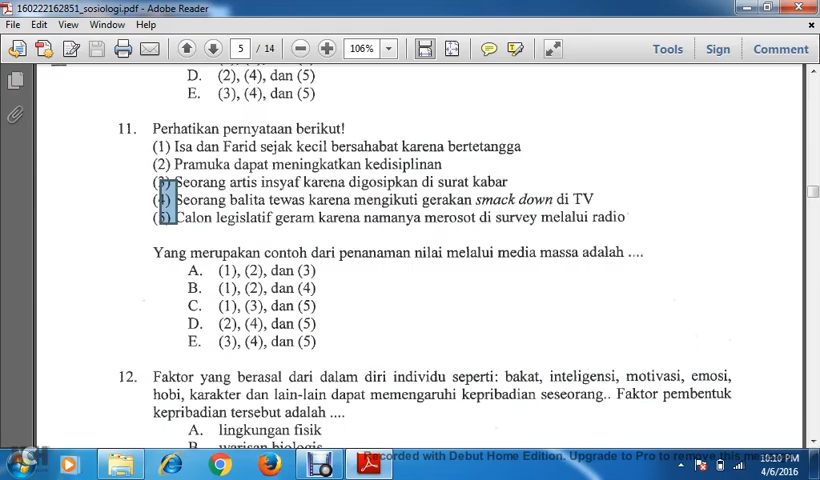 160222162851_sosiologi.pdf - Adobe Reader
File Edit View Window Help
5 / 14 106% Tools Sign Comment
D. (2), (4), dan (5)
E. (3), (4), dan (5)
11. Perhatikan pernyataan berikut!
(1) Isa dan Farid sejak kecil bersahabat karena bertetangga
(2) Pramuka dapat meningkatkan kedisiplinan
(3) Seorang artis insyaf karena digosipkan di surat kabar
(4) Seorang balita tewas karena mengikuti gerakan smack down di TV
(5) Calon legislatif geram karena namanya merosot di survey melalui radio
Yang merupakan contoh dari penanaman nilai melalui media massa adalah ....
A. (1), (2), dan (3)
B. (1), (2), dan (4)
C. (1), (3), dan (5)
D. (2), (4), dan (5)
E. (3), (4), dan (5)
12. Faktor yang berasal dari dalam diri individu seperti: bakat, inteligensi, motivasi, emosi,
hobi, karakter dan lain-lain dapat memengaruhi kepribadian seseorang.. Faktor pembentuk
kepribadian tersebut adalah ....
A. lingkungan fisik
B. warisan biologis
Recorded with Debut Home Edition. Upgrade to Pro to remove this message
10:10 PM
4/6/2016